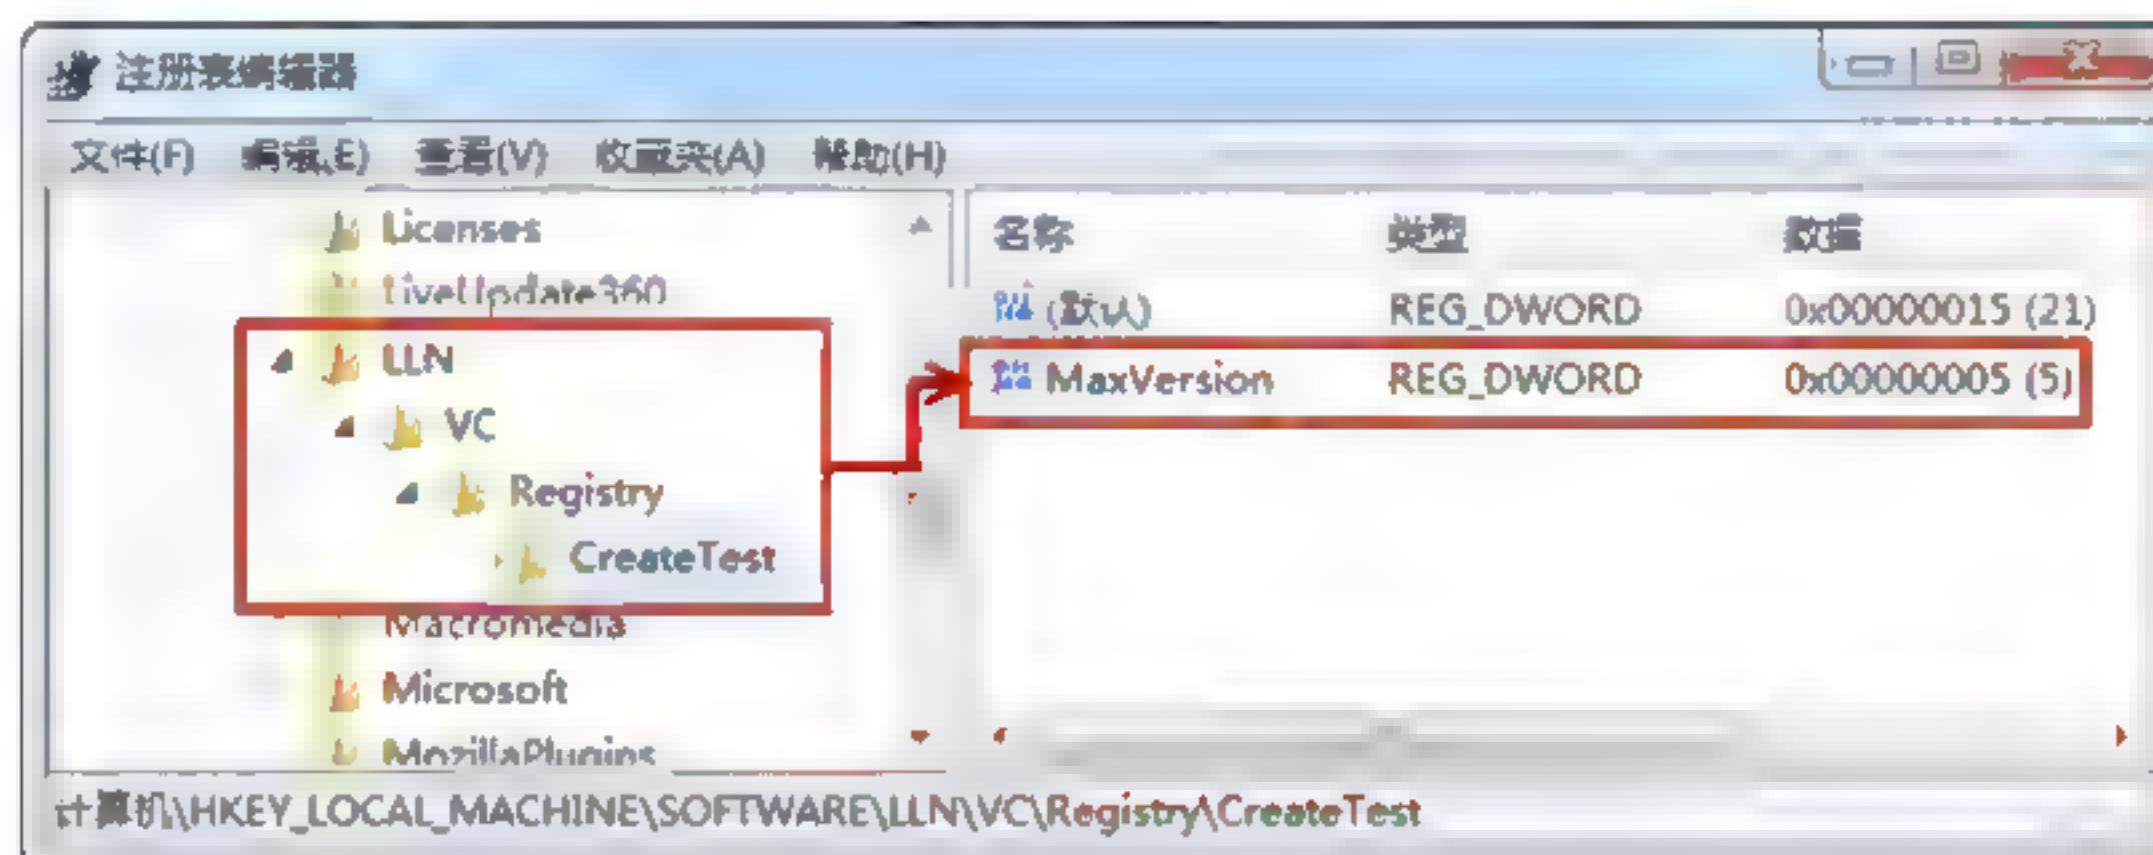 注册表编辑器
文件(F) 编辑(E) 查看(V) 收藏夹(A) 帮助(H)
Licenses
LiveUpdate360
LLN
VC
Registry
CreateTest
Macromedia
Microsoft
MozillaPlugins
名称 类型 数据
(默认) REG_DWORD 0x00000015 (21)
MaxVersion REG_DWORD 0x00000005 (5)
计算机\HKEY_LOCAL_MACHINE\SOFTWARE\LLN\VC\Registry\CreateTest